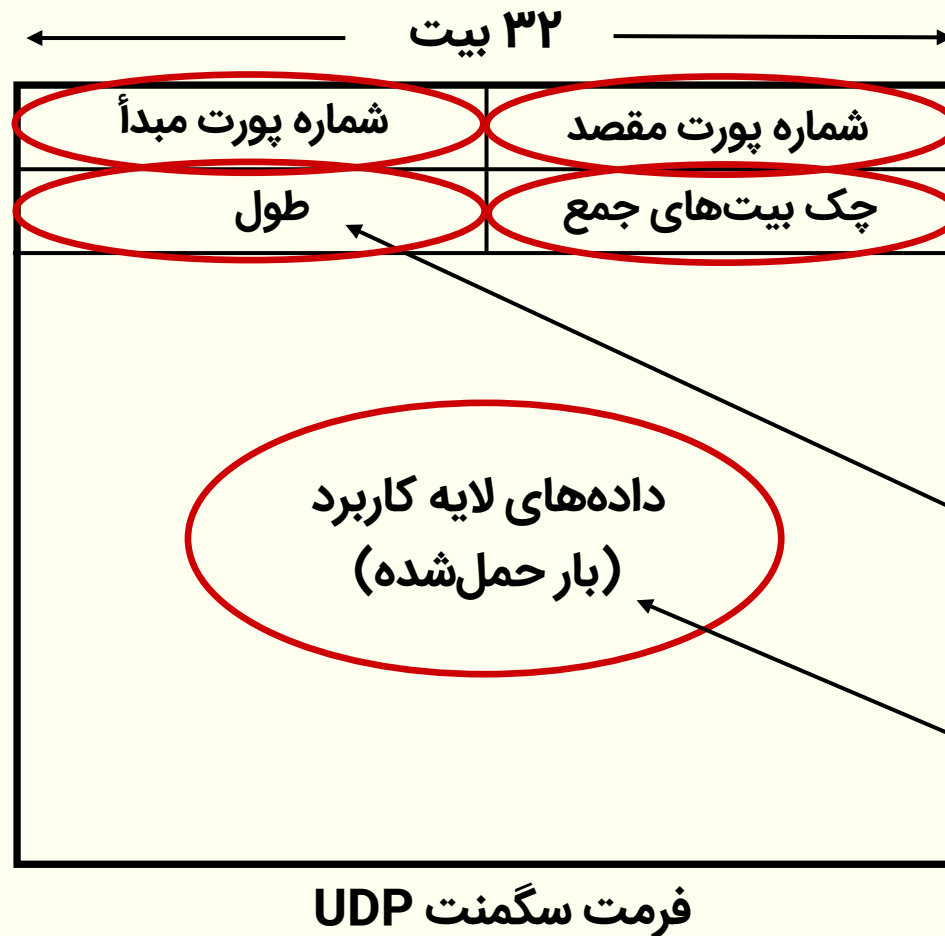 ۳۲ بیت
شماره پورت مبدأ
شماره پورت مقصد
طول
چک بیت‌های جمع
داده‌های لایه کاربرد
(بار حمل‌شده)
فرمت سگمنت UDP